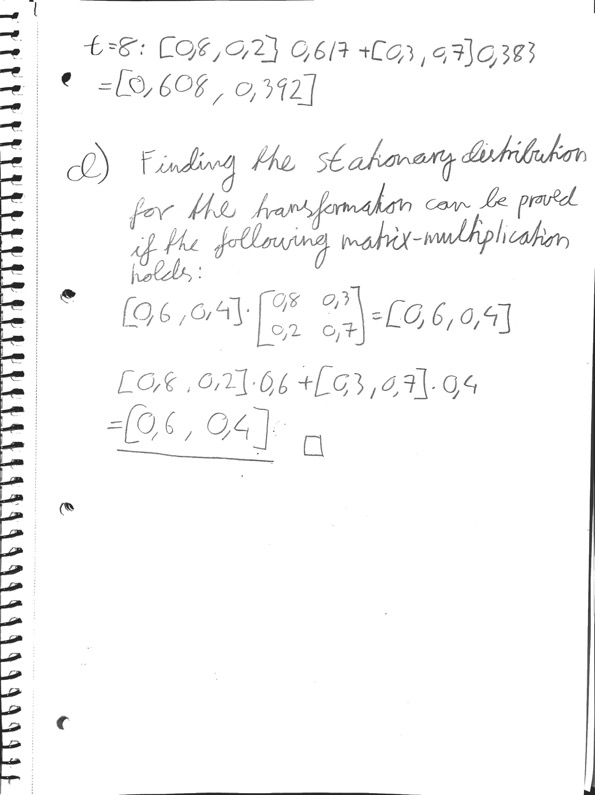 t=8: [0,8, 0,2] 0,617 + [0,3, 0,7] 0,383
= [0,608, 0,392]
d) Finding the stationary distribution
for the transformation can be proved
if the following matrix-multiplication
holds:
[0,6, 0,4] · [0,8 0,3
0,2 0,7] = [0,6, 0,4]
[0,8, 0,2] · 0,6 + [0,3, 0,7] · 0,4
= [0,6, 0,4] □